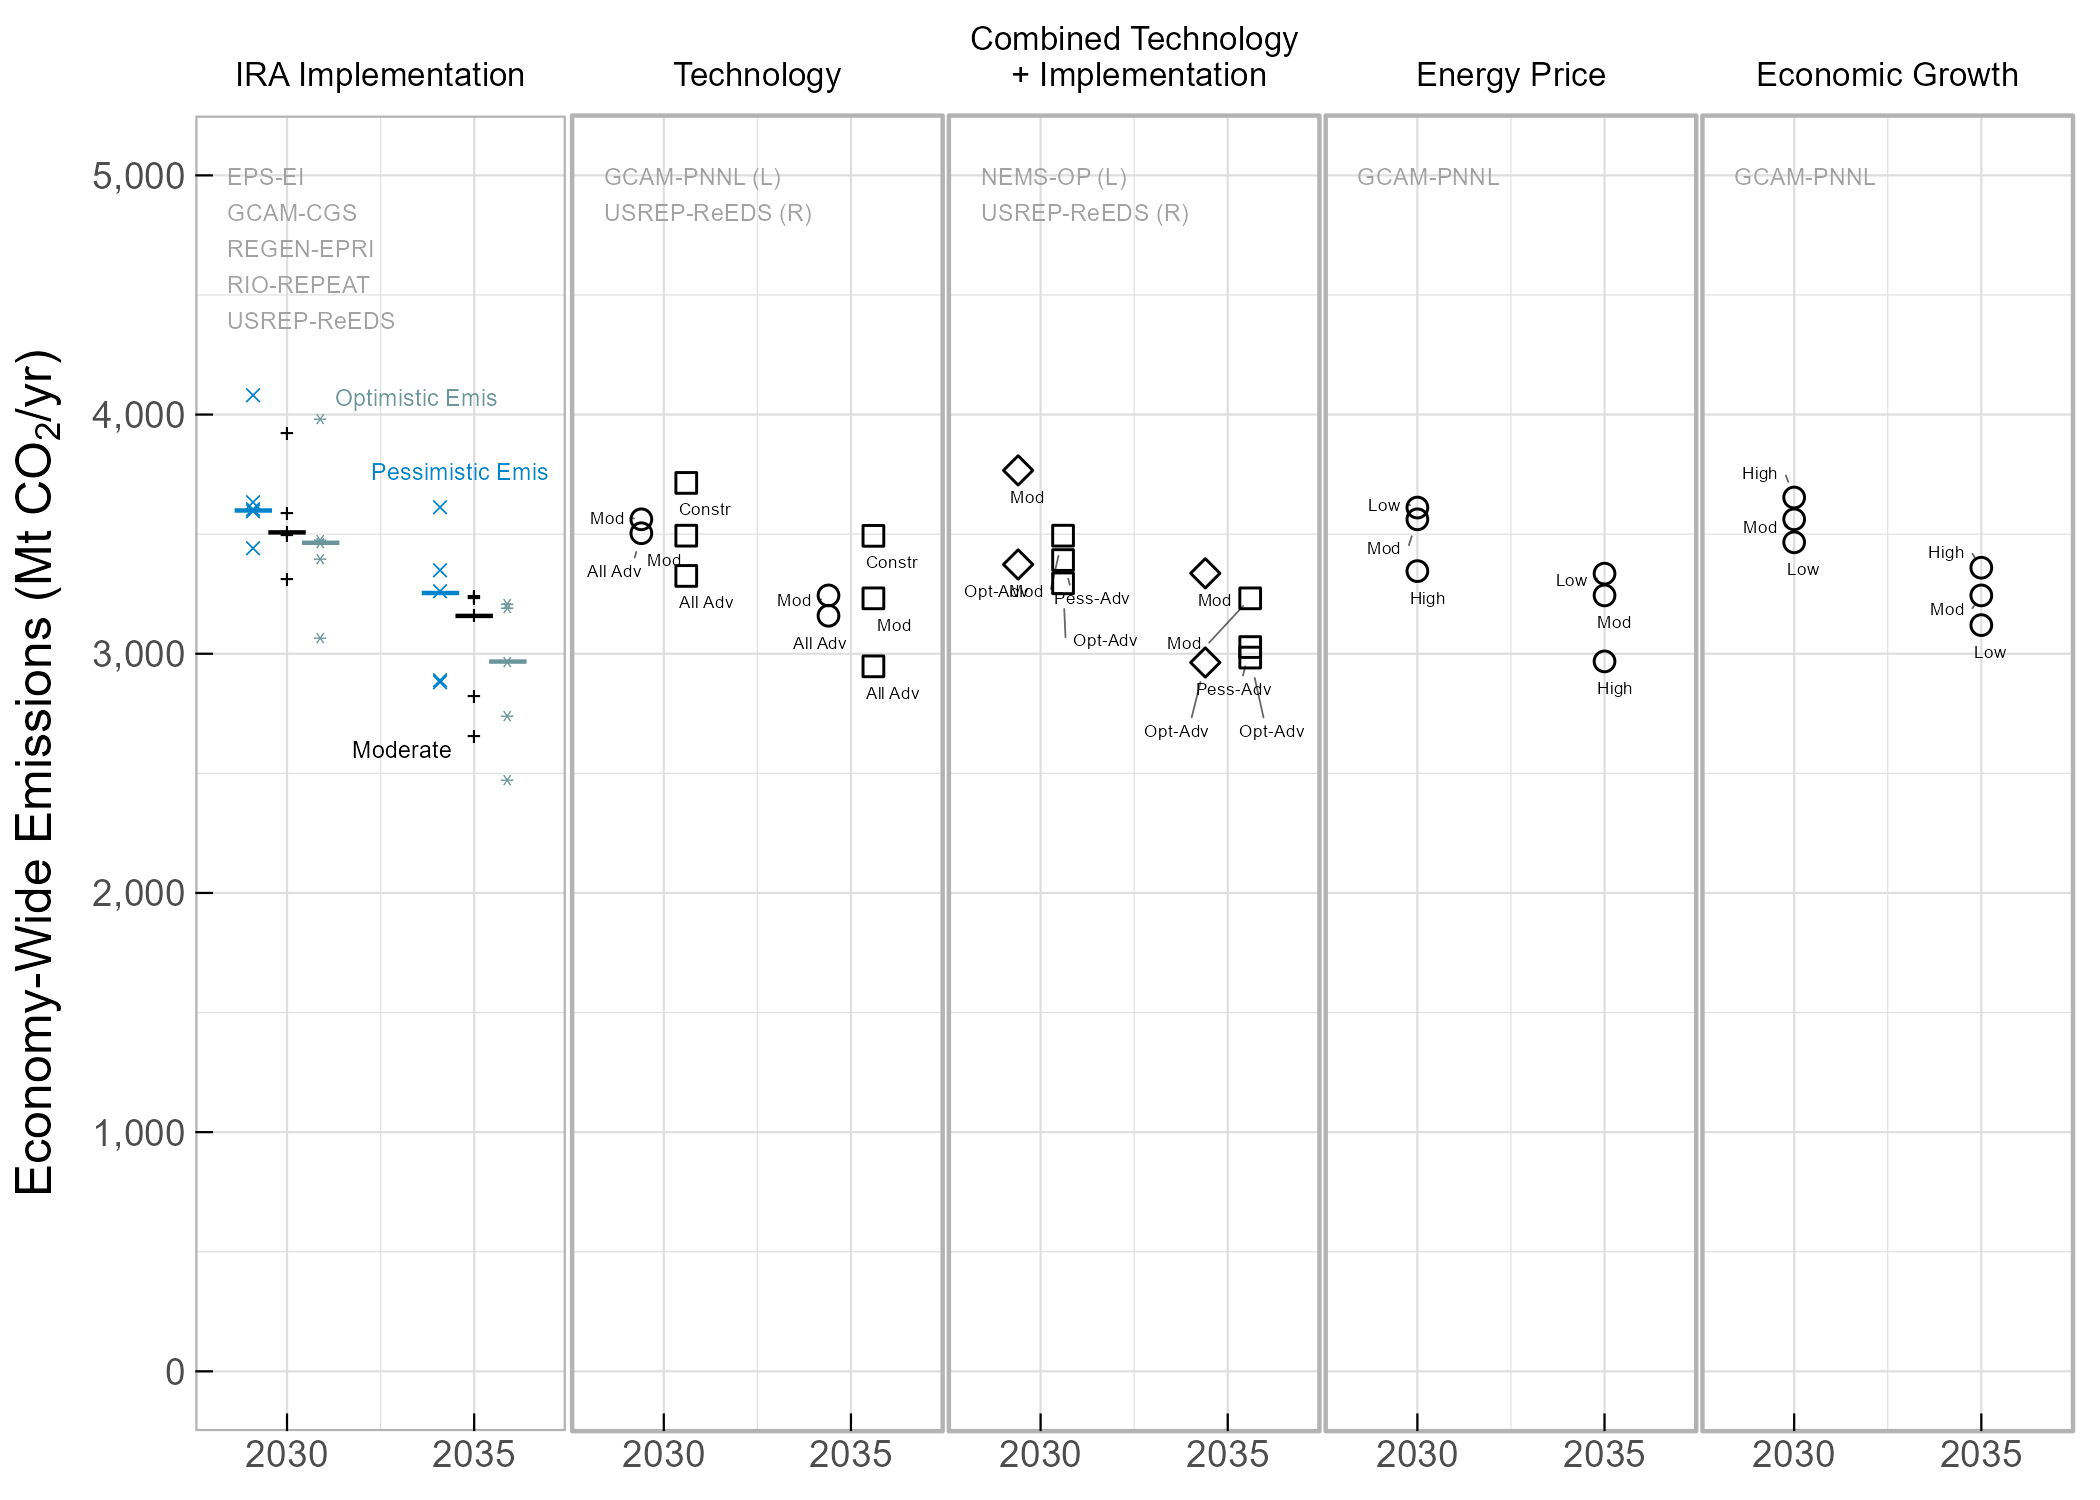 Combined Technology
IRA Implementation
Technology
+ Implementation
Energy Price
Economic Growth
Economy-Wide Emissions (Mt CO2/yr)
5,000
4,000
3,000
2,000
1,000
0
EPS-EI
GCAM-CGS
REGEN-EPRI
RIO-REPEAT
USREP-ReEDS
Optimistic Emis
Pessimistic Emis
Moderate
2030
2035
GCAM-PNNL (L)
USREP-ReEDS (R)
Constr
Mod
Mod
All Adv
All Adv
Constr
Mod
Mod
All Adv
All Adv
2030
2035
NEMS-OP (L)
USREP-ReEDS (R)
Mod
Opt-Adv
Mod
Pess-Adv
Opt-Adv
Mod
Mod
Pess-Adv
Opt-Adv
Opt-Adv
2030
2035
GCAM-PNNL
Low
Mod
High
Low
Mod
High
2030
2035
GCAM-PNNL
High
Mod
Low
High
Mod
Low
2030
2035